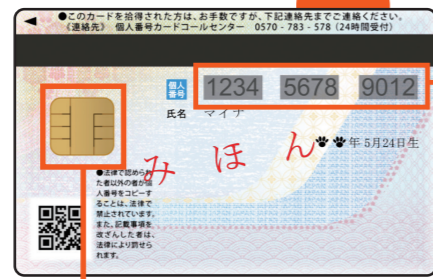 ●このカードを拾得された方は、お手数ですが、下記連絡先までご連絡ください。
《連絡先》 個人番号カードコールセンター 0570-783-578 (24時間受付)
個人番号 1234 5678 9012
氏名 マイナ
年5月24日生
みほん
●法律で認められ
た者以外の者が個
人番号をコピーす
ることは、法律で
禁止されています。
また、記載事項を
改ざんした者は、
法律により罰せら
れます。